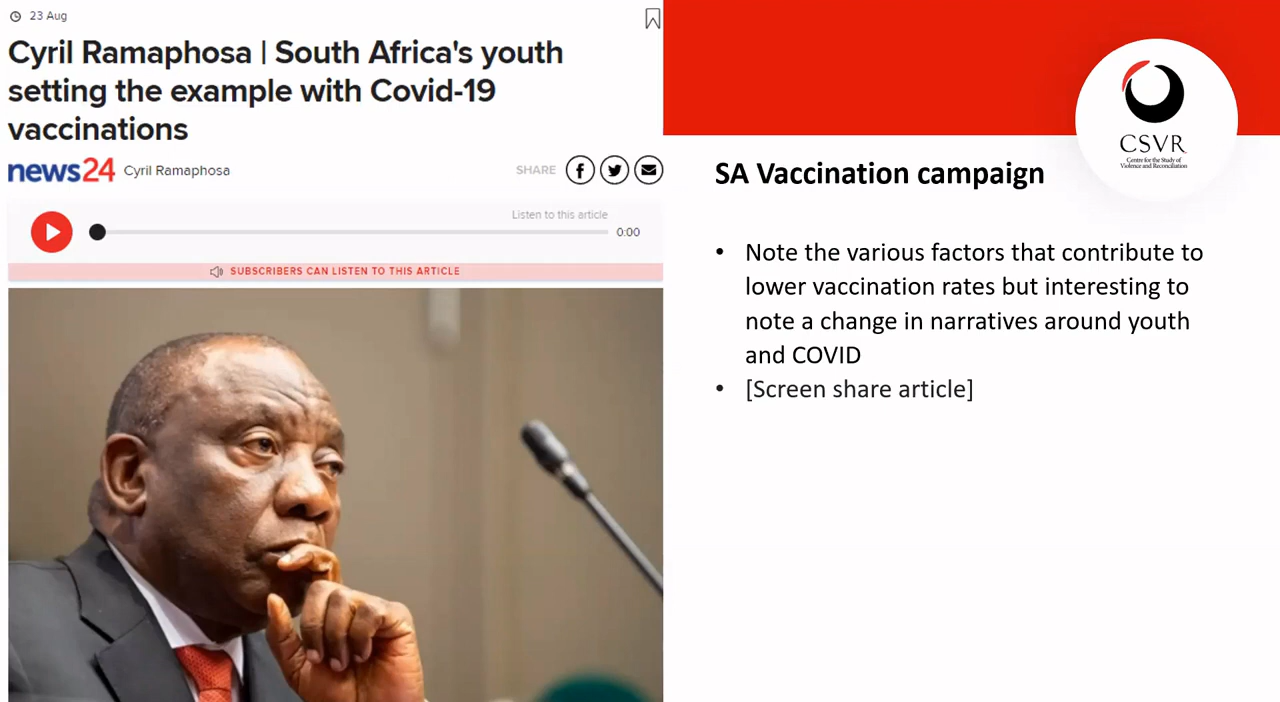 23 Aug
Cyril Ramaphosa | South Africa's youth
setting the example with Covid-19
vaccinations
news24 Cyril Ramaphosa
SHARE
Listen to this article
0:00
SUBSCRIBERS CAN LISTEN TO THIS ARTICLE
CSVR
Centre for the Study of
Violence and Reconciliation
SA Vaccination campaign
• Note the various factors that contribute to
lower vaccination rates but interesting to
note a change in narratives around youth
and COVID
• [Screen share article]